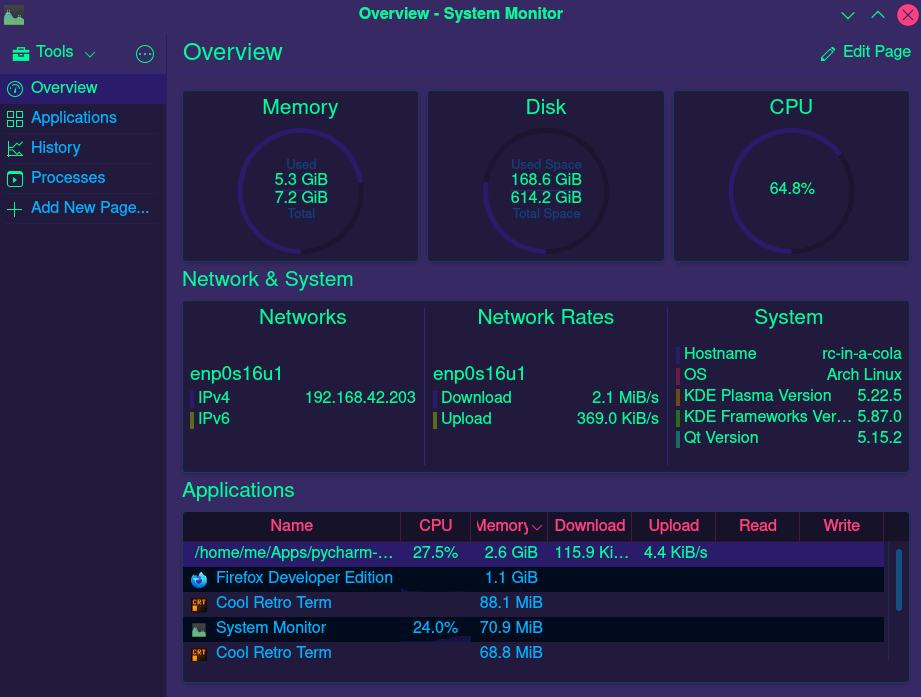 Overview - System Monitor
Tools
Overview
Applications
History
Processes
Add New Page...
Overview
Edit Page
Memory
Used
5.3 GiB
7.2 GiB
Total
Disk
Used Space
168.6 GiB
614.2 GiB
Total Space
CPU
64.8%
Network & System
Networks
enp0s16u1
IPv4 192.168.42.203
IPv6
Network Rates
enp0s16u1
Download 2.1 MiB/s
Upload 369.0 KiB/s
System
Hostname rc-in-a-cola
OS Arch Linux
KDE Plasma Version 5.22.5
KDE Frameworks Ver... 5.87.0
Qt Version 5.15.2
Applications
Name CPU Memory Download Upload Read Write
/home/me/Apps/pycharm-... 27.5% 2.6 GiB 115.9 Ki... 4.4 KiB/s
Firefox Developer Edition 1.1 GiB
CRT Cool Retro Term 88.1 MiB
System Monitor 24.0% 70.9 MiB
CRT Cool Retro Term 68.8 MiB